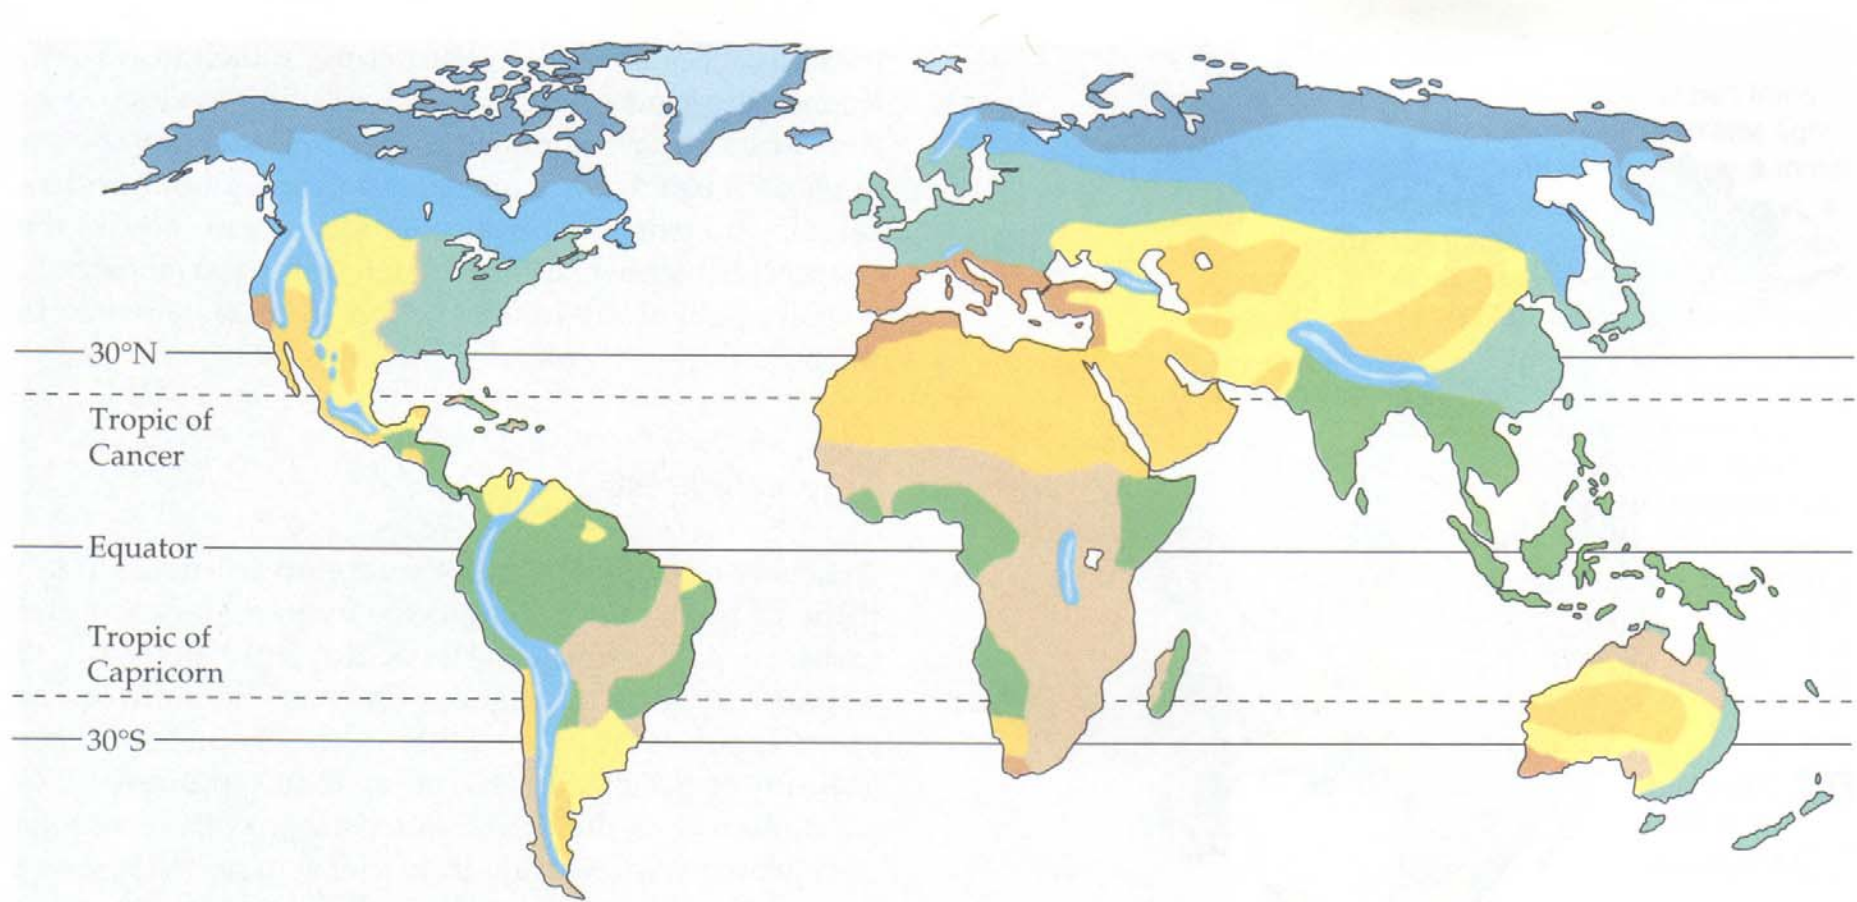 30°N
Tropic of
Cancer
Equator
Tropic of
Capricorn
30°S